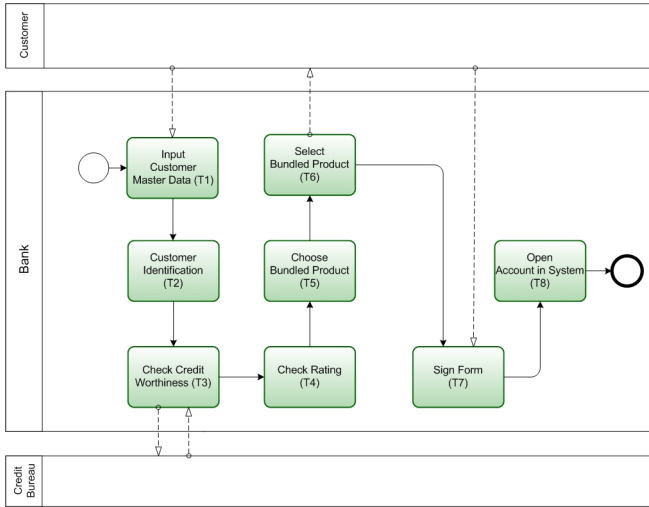 Customer
Bank
Input
Customer
Master Data (T1)
Customer
Identification
(T2)
Check Credit
Worthiness (T3)
Check Rating
(T4)
Choose
Bundled Product
(T5)
Select
Bundled Product
(T6)
Sign Form
(T7)
Open
Account in System
(T8)
Credit
Bureau